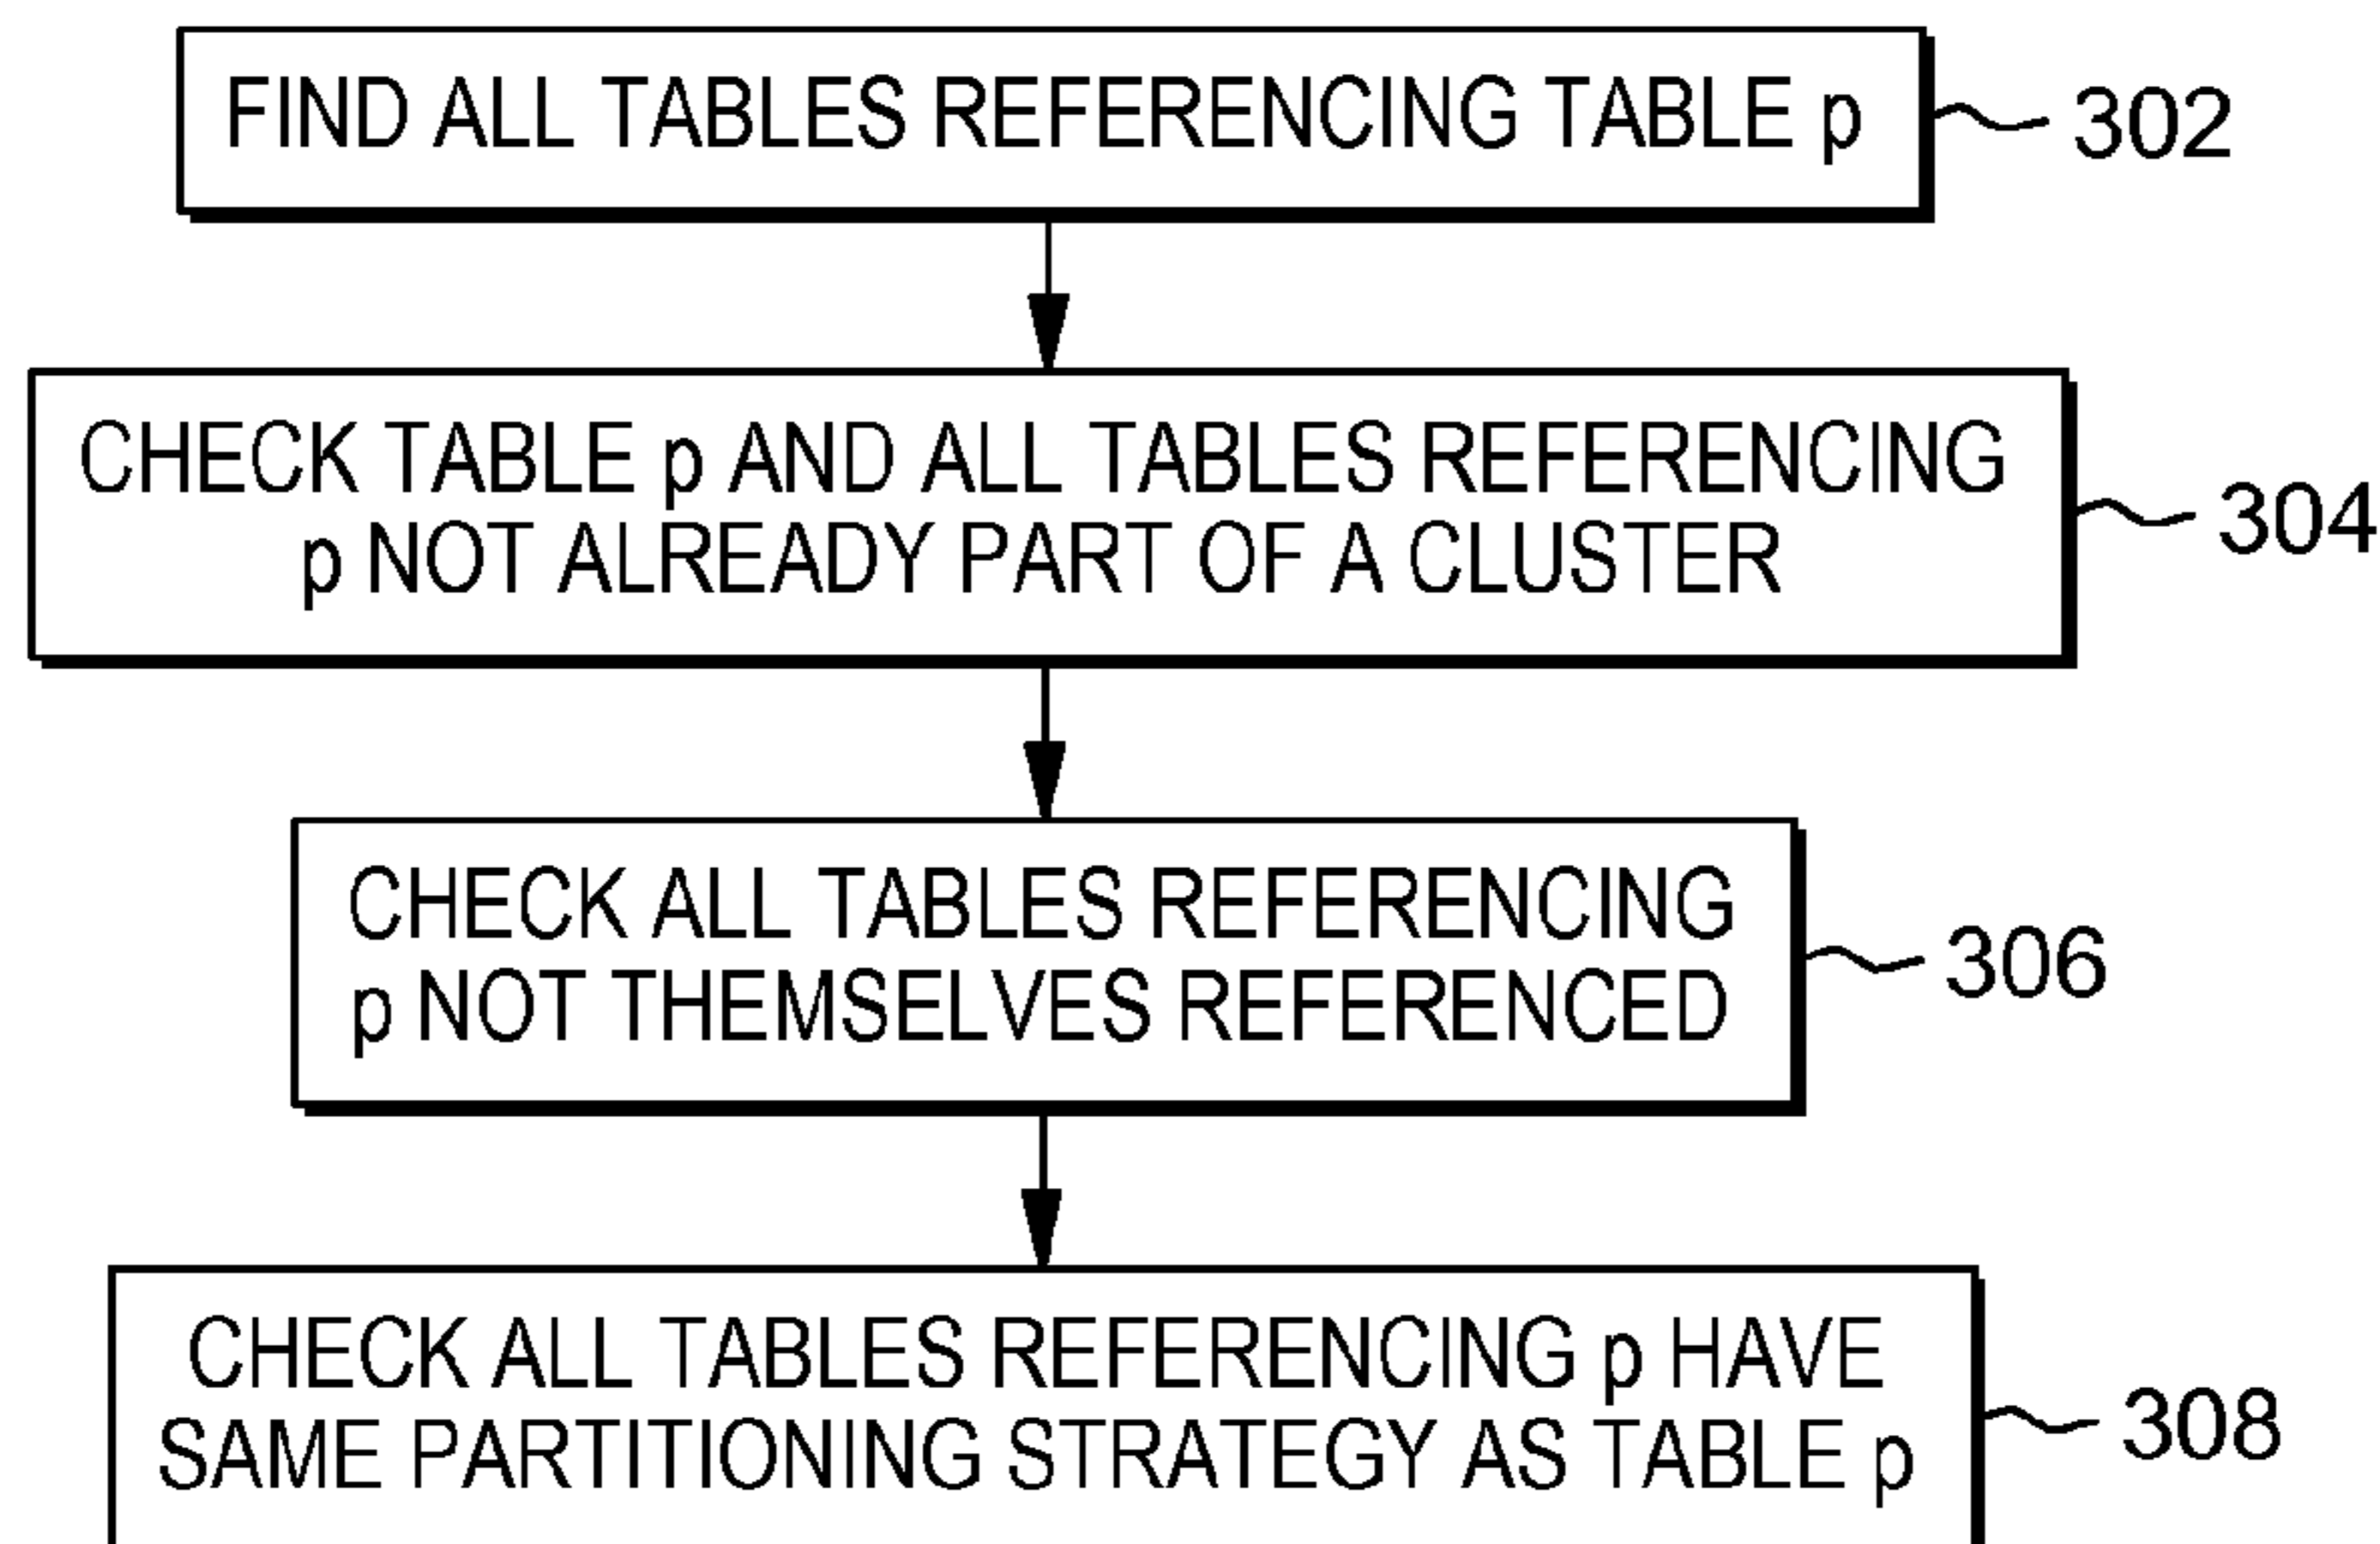 FIND ALL TABLES REFERENCING TABLE p
302
CHECK TABLE p AND ALL TABLES REFERENCING
p NOT ALREADY PART OF A CLUSTER
304
CHECK ALL TABLES REFERENCING
p NOT THEMSELVES REFERENCED
306
CHECK ALL TABLES REFERENCING p HAVE
SAME PARTITIONING STRATEGY AS TABLE p
308